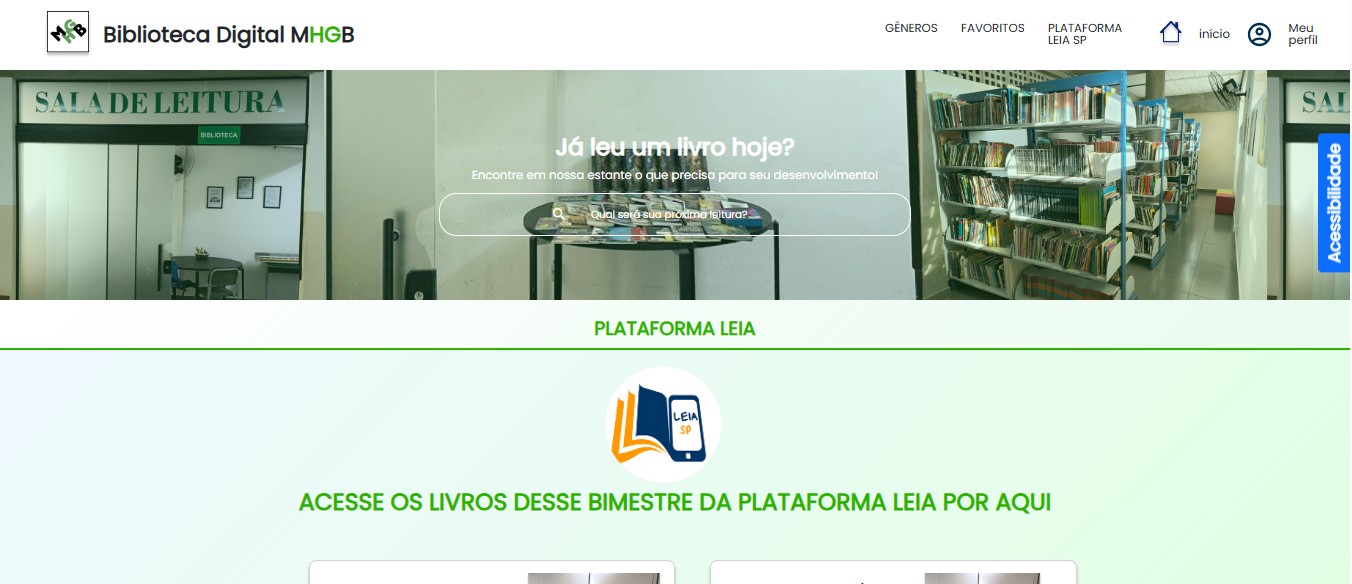 MHGB
Biblioteca Digital MHGB
GÊNEROS
FAVORITOS
PLATAFORMA
LEIA SP
início
Meu
perfil
SALA DE LEITURA
BIBLIOTECA
SAL
Já leu um livro hoje?
Encontre em nossa estante o que precisa para seu desenvolvimento!
Qual será sua próxima leitura?
Acessibilidade
PLATAFORMA LEIA
LEIA
SP
ACESSE OS LIVROS DESSE BIMESTRE DA PLATAFORMA LEIA POR AQUI